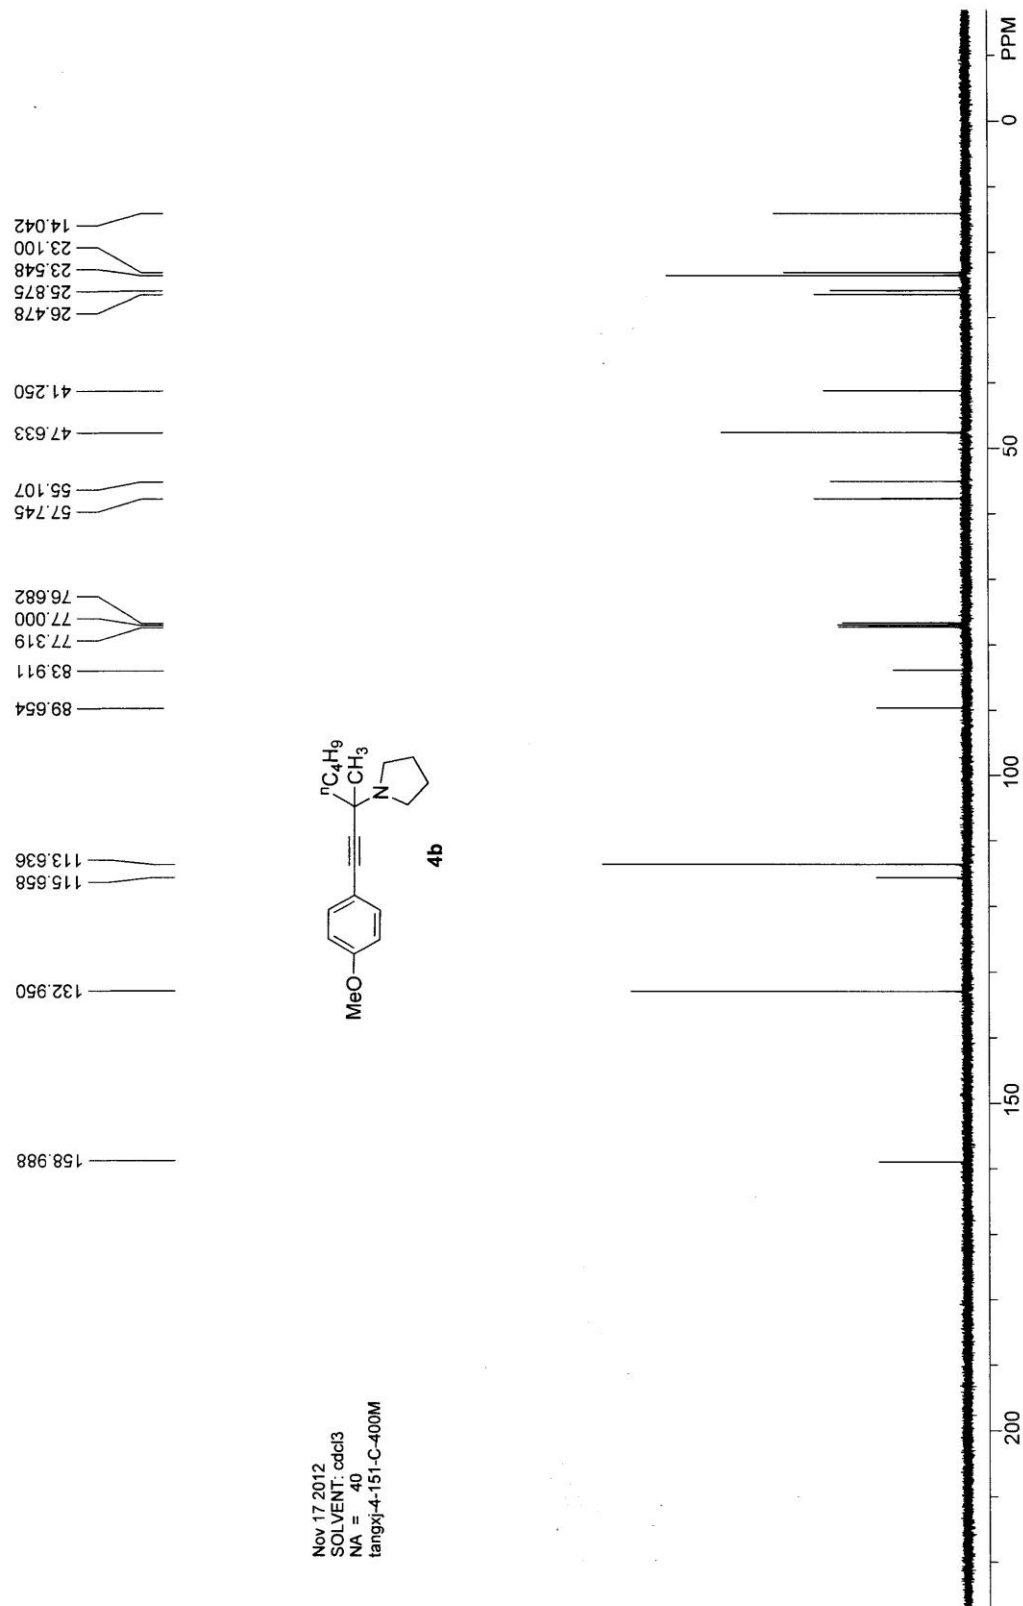 14.042
23.100
23.548
25.875
26.478
41.250
47.633
55.107
57.745
76.682
77.000
77.319
83.911
89.654
113.636
115.658
132.950
158.988
MeO
N
CH3
nC4H9
4b
Nov 17 2012
SOLVENT: cdcl3
NA = 40
tangxj-4-151-C-400M
200
150
100
50
0
PPM